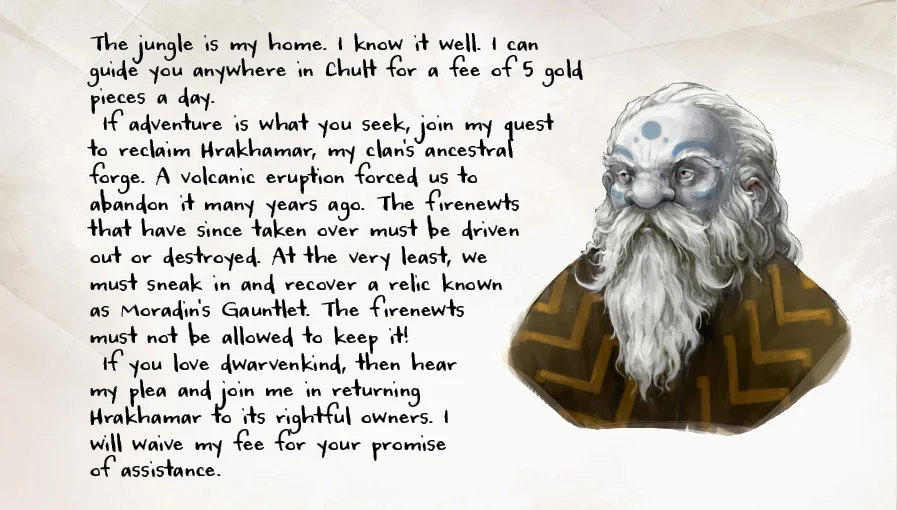 The jungle is my home. I know it well. I can
guide you anywhere in Chult for a fee of 5 gold
pieces a day.
If adventure is what you seek, join my quest
to reclaim Hrakhamar, my clan's ancestral
forge. A volcanic eruption forced us to
abandon it many years ago. The firenewts
that have since taken over must be driven
out or destroyed. At the very least, we
must sneak in and recover a relic known
as Moradin's Gauntlet. The firenewts
must not be allowed to keep it!
If you love dwarvenkind, then hear
my plea and join me in returning
Hrakhamar to its rightful owners. I
will waive my fee for your promise
of assistance.